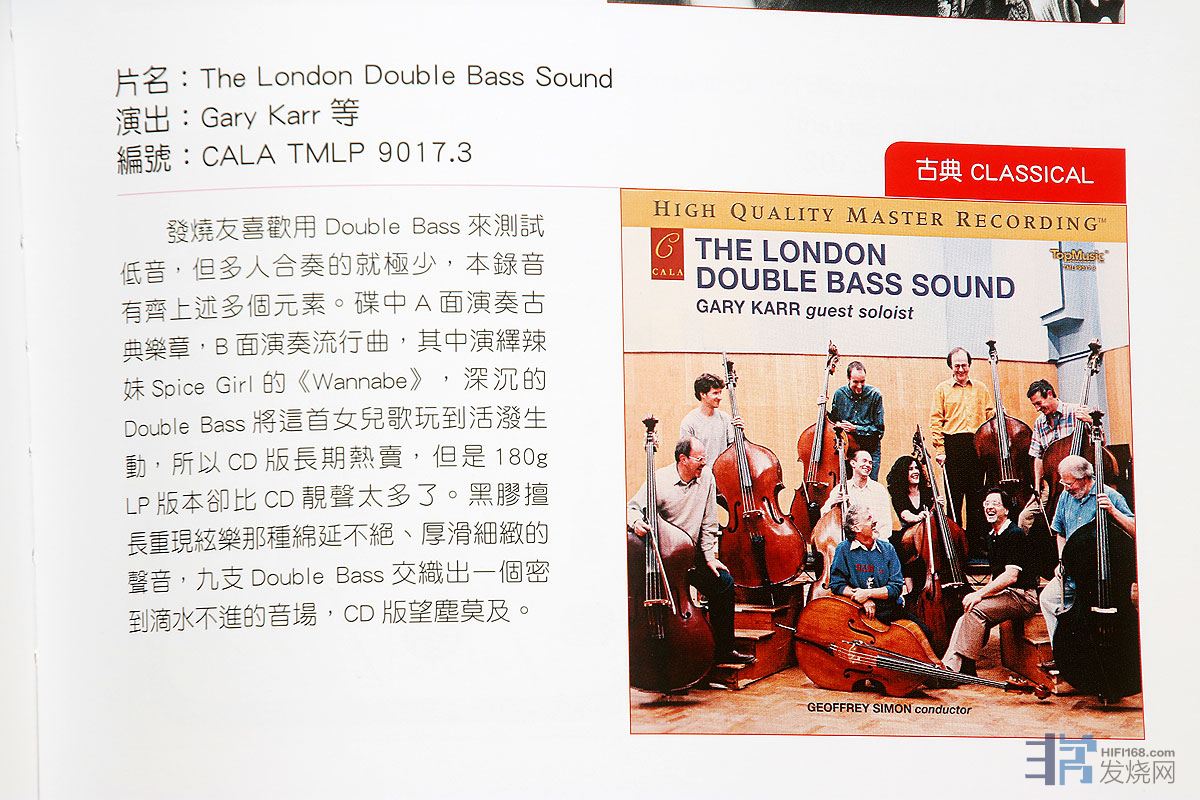 片名：The London Double Bass Sound
演出：Gary Karr 等
編號：CALA TMLP 9017.3
古典 CLASSICAL
發燒友喜歡用 Double Bass 來測試
低音，但多人合奏的就極少，本錄音
有齊上述多個元素。碟中 A 面演奏古
典樂章，B 面演奏流行曲，其中演繹辣
妹 Spice Girl 的《Wannabe》，深沉的
Double Bass 將這首女兒歌玩到活潑生
動，所以 CD 版長期熱賣，但是 180g
LP 版本卻比 CD 靚聲太多了。黑膠擅
長重現絃樂那種綿延不絕、厚滑細緻的
聲音，九支 Double Bass 交織出一個密
到滴水不進的音場，CD 版望塵莫及。
HIGH QUALITY MASTER RECORDING™
C
CALA
THE LONDON
DOUBLE BASS SOUND
GARY KARR guest soloist
TopMusic
GEOFFREY SIMON conductor
HIFI168.com
发烧网